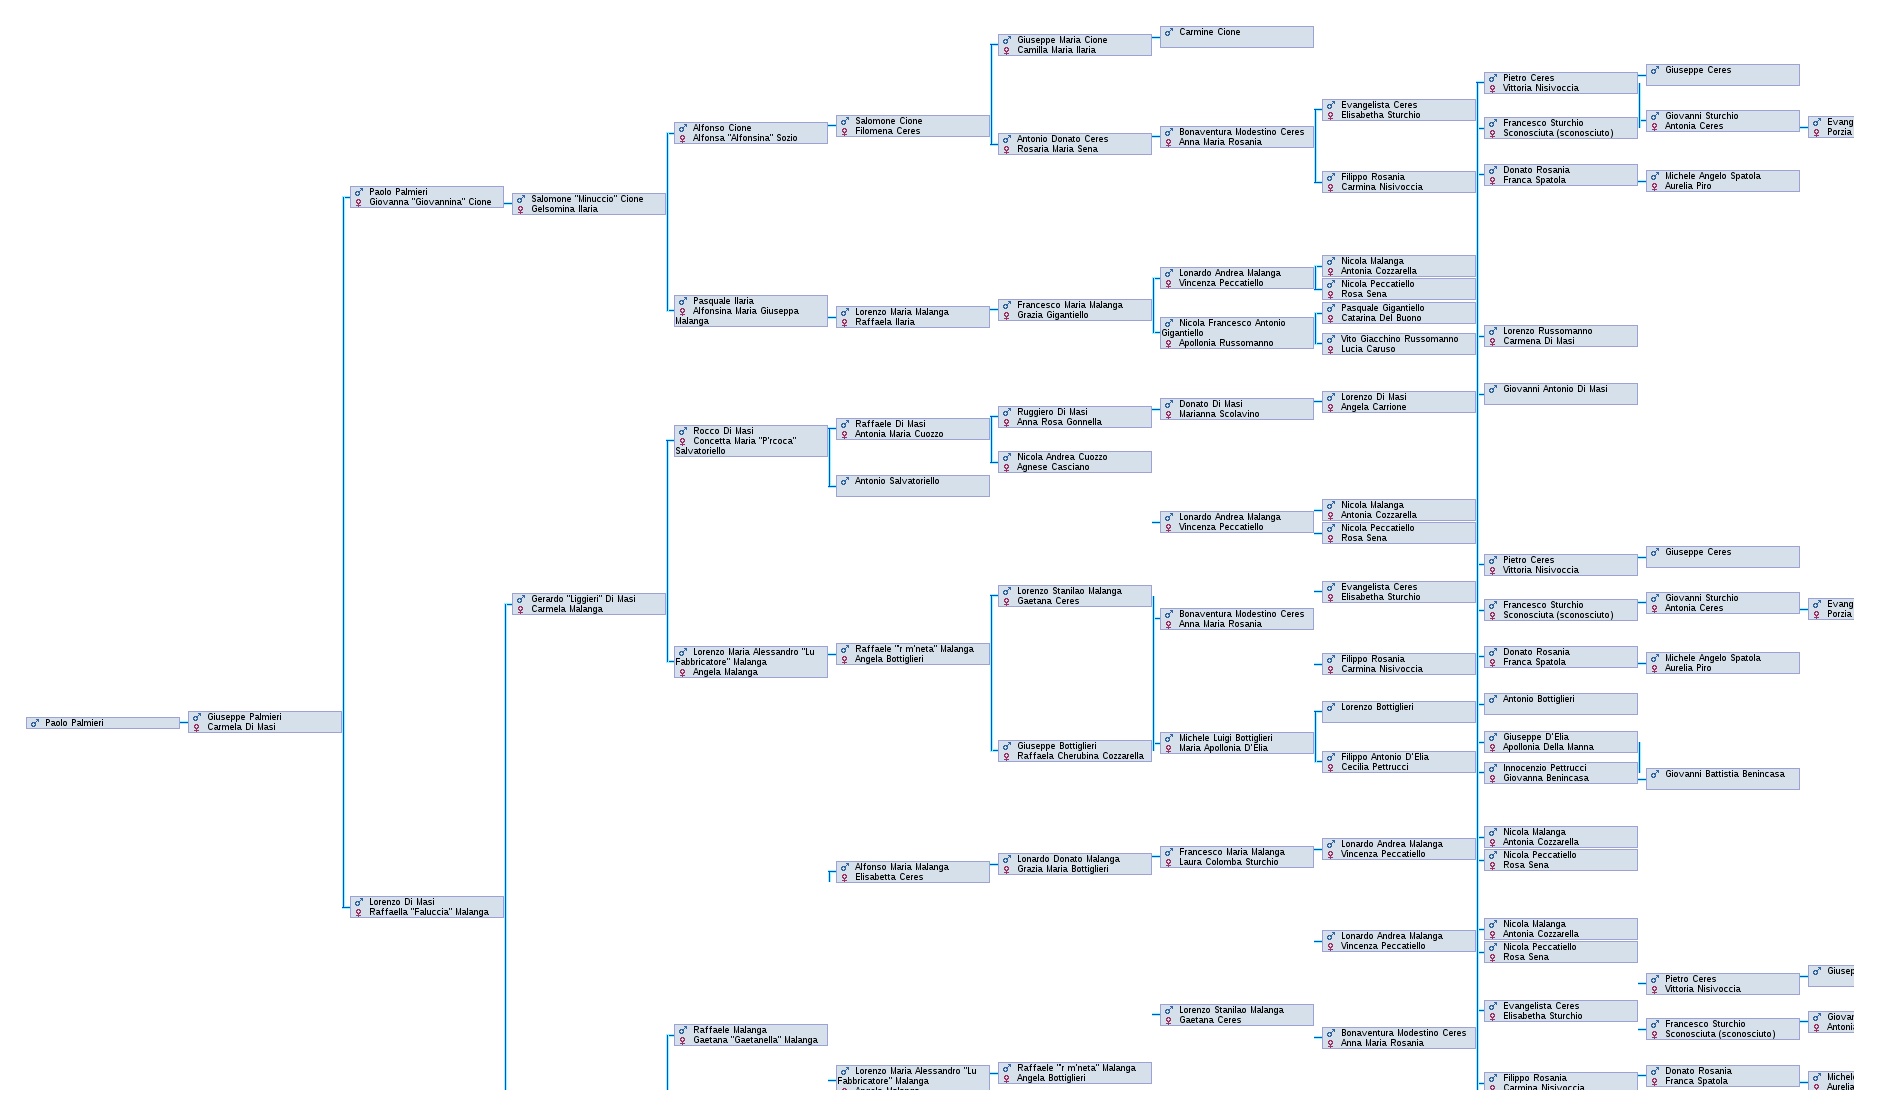 Paolo Palmieri
Giuseppe Palmieri
Carmela Di Masi
Paolo Palmieri
Giovanna "Giovannina" Cione
Lorenzo Di Masi
Raffaella "Faluccia" Malanga
Salomone "Minuccio" Cione
Gelsomina Ilaria
Gerardo "Liggieri" Di Masi
Carmela Malanga
Alfonso Cione
Alfonsa "Alfonsina" Sozio
Pasquale Ilaria
Alfonsina Maria Giuseppa
Malanga
Rocco Di Masi
Concetta Maria "P'rcoca"
Salvatoriello
Lorenzo Maria Alessandro "Lu
Fabbricatore" Malanga
Angela Malanga
Raffaele Malanga
Gaetana "Gaetanella" Malanga
Salomone Cione
Filomena Ceres
Lorenzo Maria Malanga
Raffaela Ilaria
Raffaele Di Masi
Antonia Maria Cuozzo
Antonio Salvatoriello
Raffaele "'r m'neta" Malanga
Angela Bottiglieri
Alfonso Maria Malanga
Elisabetta Ceres
Lorenzo Maria Alessandro "Lu
Fabbricatore" Malanga
Angela Malanga
Giuseppe Maria Cione
Camilla Maria Ilaria
Antonio Donato Ceres
Rosaria Maria Sena
Francesco Maria Malanga
Grazia Gigantiello
Ruggiero Di Masi
Anna Rosa Gonnella
Nicola Andrea Cuozzo
Agnese Casciano
Lorenzo Stanilao Malanga
Gaetana Ceres
Giuseppe Bottiglieri
Raffaela Cherubina Cozzarella
Lonardo Donato Malanga
Grazia Maria Bottiglieri
Raffaele "'r m'neta" Malanga
Angela Bottiglieri
Carmine Cione
Bonaventura Modestino Ceres
Anna Maria Rosania
Lonardo Andrea Malanga
Vincenza Peccatiello
Nicola Francesco Antonio
Gigantiello
Apollonia Russomanno
Donato Di Masi
Marianna Scolavino
Lonardo Andrea Malanga
Vincenza Peccatiello
Bonaventura Modestino Ceres
Anna Maria Rosania
Michele Luigi Bottiglieri
Maria Apollonia D'Elia
Francesco Maria Malanga
Laura Colomba Sturchio
Lorenzo Stanilao Malanga
Gaetana Ceres
Evangelista Ceres
Elisabetha Sturchio
Filippo Rosania
Carmina Nisivoccia
Nicola Malanga
Antonia Cozzarella
Nicola Peccatiello
Rosa Sena
Pasquale Gigantiello
Catarina Del Buono
Vito Giacchino Russomanno
Lucia Caruso
Lorenzo Di Masi
Angela Carrione
Nicola Malanga
Antonia Cozzarella
Nicola Peccatiello
Rosa Sena
Evangelista Ceres
Elisabetha Sturchio
Filippo Rosania
Carmina Nisivoccia
Lorenzo Bottiglieri
Filippo Antonio D'Elia
Cecilia Pettrucci
Lonardo Andrea Malanga
Vincenza Peccatiello
Lonardo Andrea Malanga
Vincenza Peccatiello
Bonaventura Modestino Ceres
Anna Maria Rosania
Pietro Ceres
Vittoria Nisivoccia
Francesco Sturchio
Sconosciuta (sconosciuto)
Donato Rosania
Franca Spatola
Lorenzo Russomanno
Carmena Di Masi
Giovanni Antonio Di Masi
Pietro Ceres
Vittoria Nisivoccia
Francesco Sturchio
Sconosciuta (sconosciuto)
Donato Rosania
Franca Spatola
Antonio Bottiglieri
Giuseppe D'Elia
Apollonia Della Manna
Innocenzio Pettrucci
Giovanna Benincasa
Nicola Malanga
Antonia Cozzarella
Nicola Peccatiello
Rosa Sena
Nicola Malanga
Antonia Cozzarella
Nicola Peccatiello
Rosa Sena
Evangelista Ceres
Elisabetha Sturchio
Filippo Rosania
Carmina Nisivoccia
Giuseppe Ceres
Giovanni Sturchio
Antonia Ceres
Michele Angelo Spatola
Aurelia Piro
Giuseppe Ceres
Giovanni Sturchio
Antonia Ceres
Michele Angelo Spatola
Aurelia Piro
Giovanni Battistia Benincasa
Pietro Ceres
Vittoria Nisivoccia
Francesco Sturchio
Sconosciuta (sconosciuto)
Donato Rosania
Franca Spatola
Evang
Porzia
Evang
Porzia
Giusep
Giovan
Antonia
Michele
Aurelia